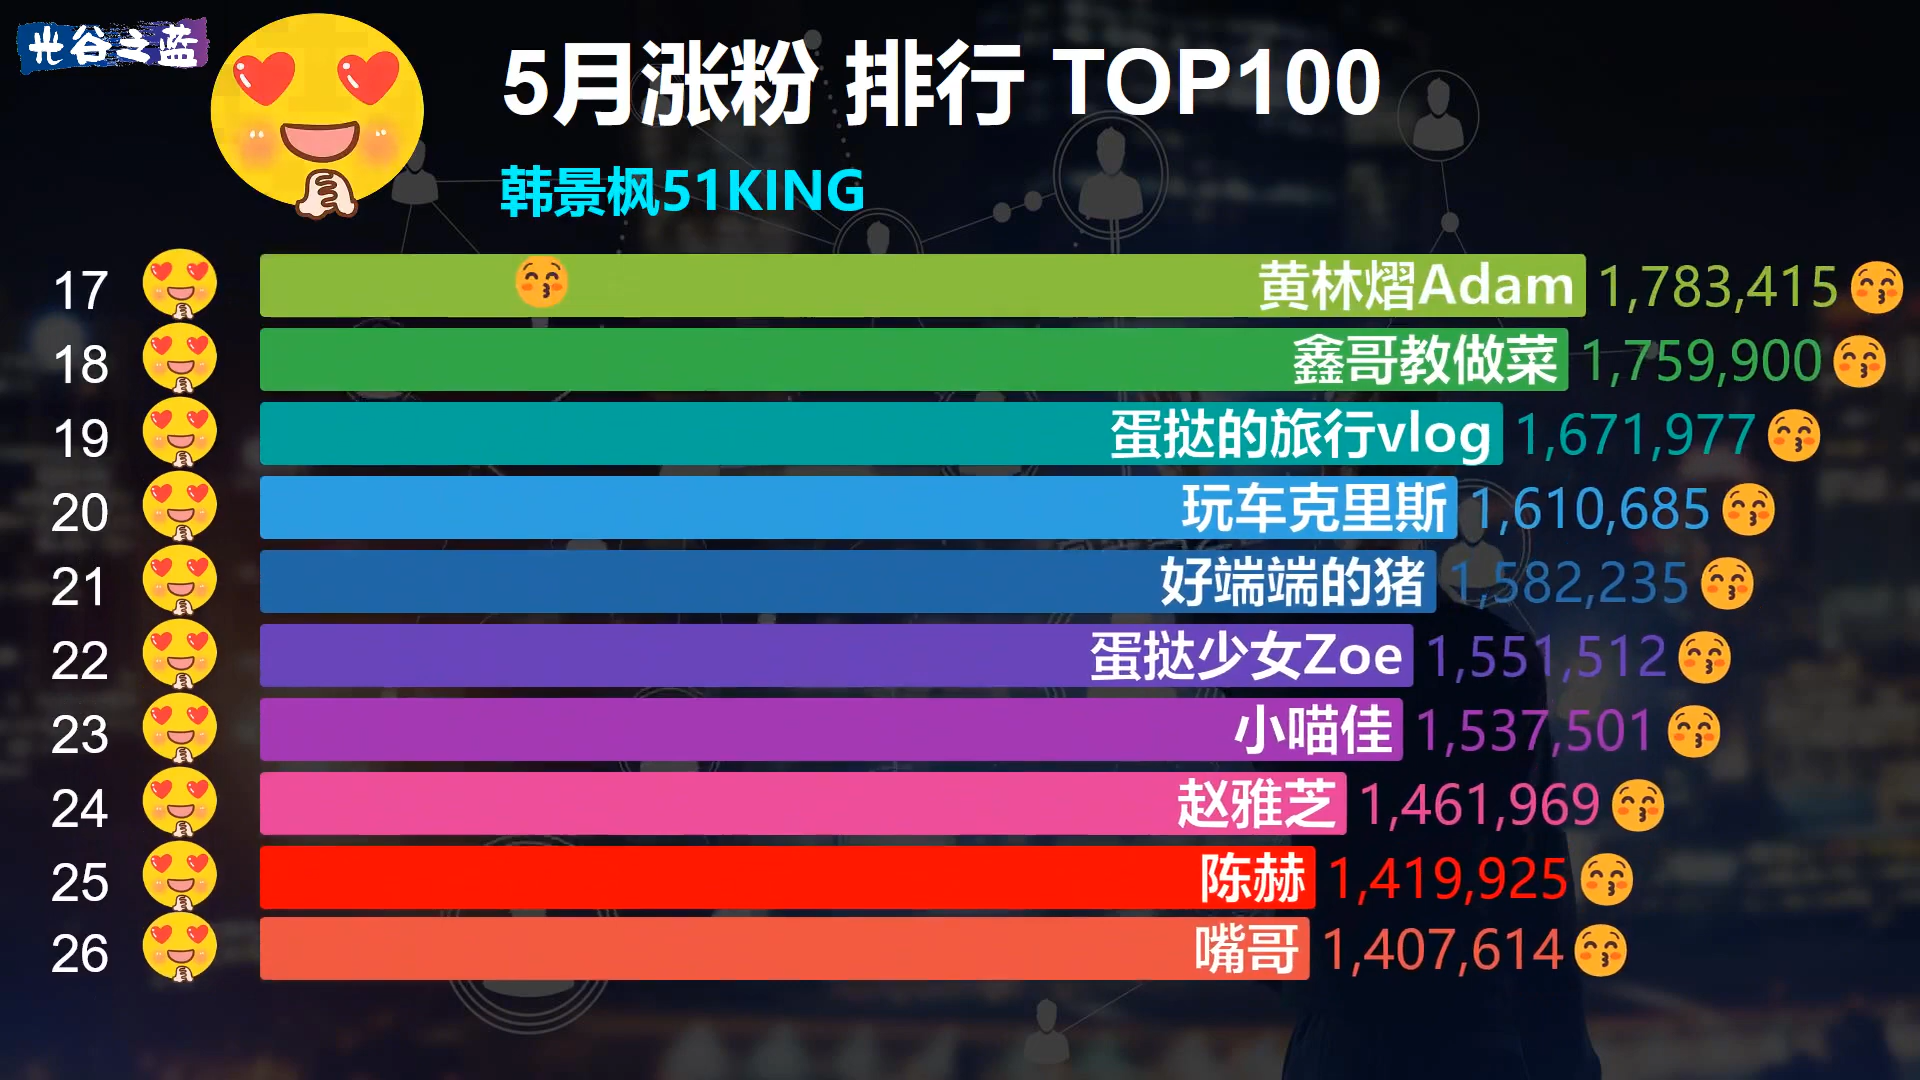 光谷之蓝
5月涨粉 排行 TOP100
韩景枫51KING
17 黄林熠Adam 1,783,415
18 鑫哥教做菜 1,759,900
19 蛋挞的旅行vlog 1,671,977
20 玩车克里斯 1,610,685
21 好端端的猪 1,582,235
22 蛋挞少女Zoe 1,551,512
23 小喵佳 1,537,501
24 赵雅芝 1,461,969
25 陈赫 1,419,925
26 嘴哥 1,407,614